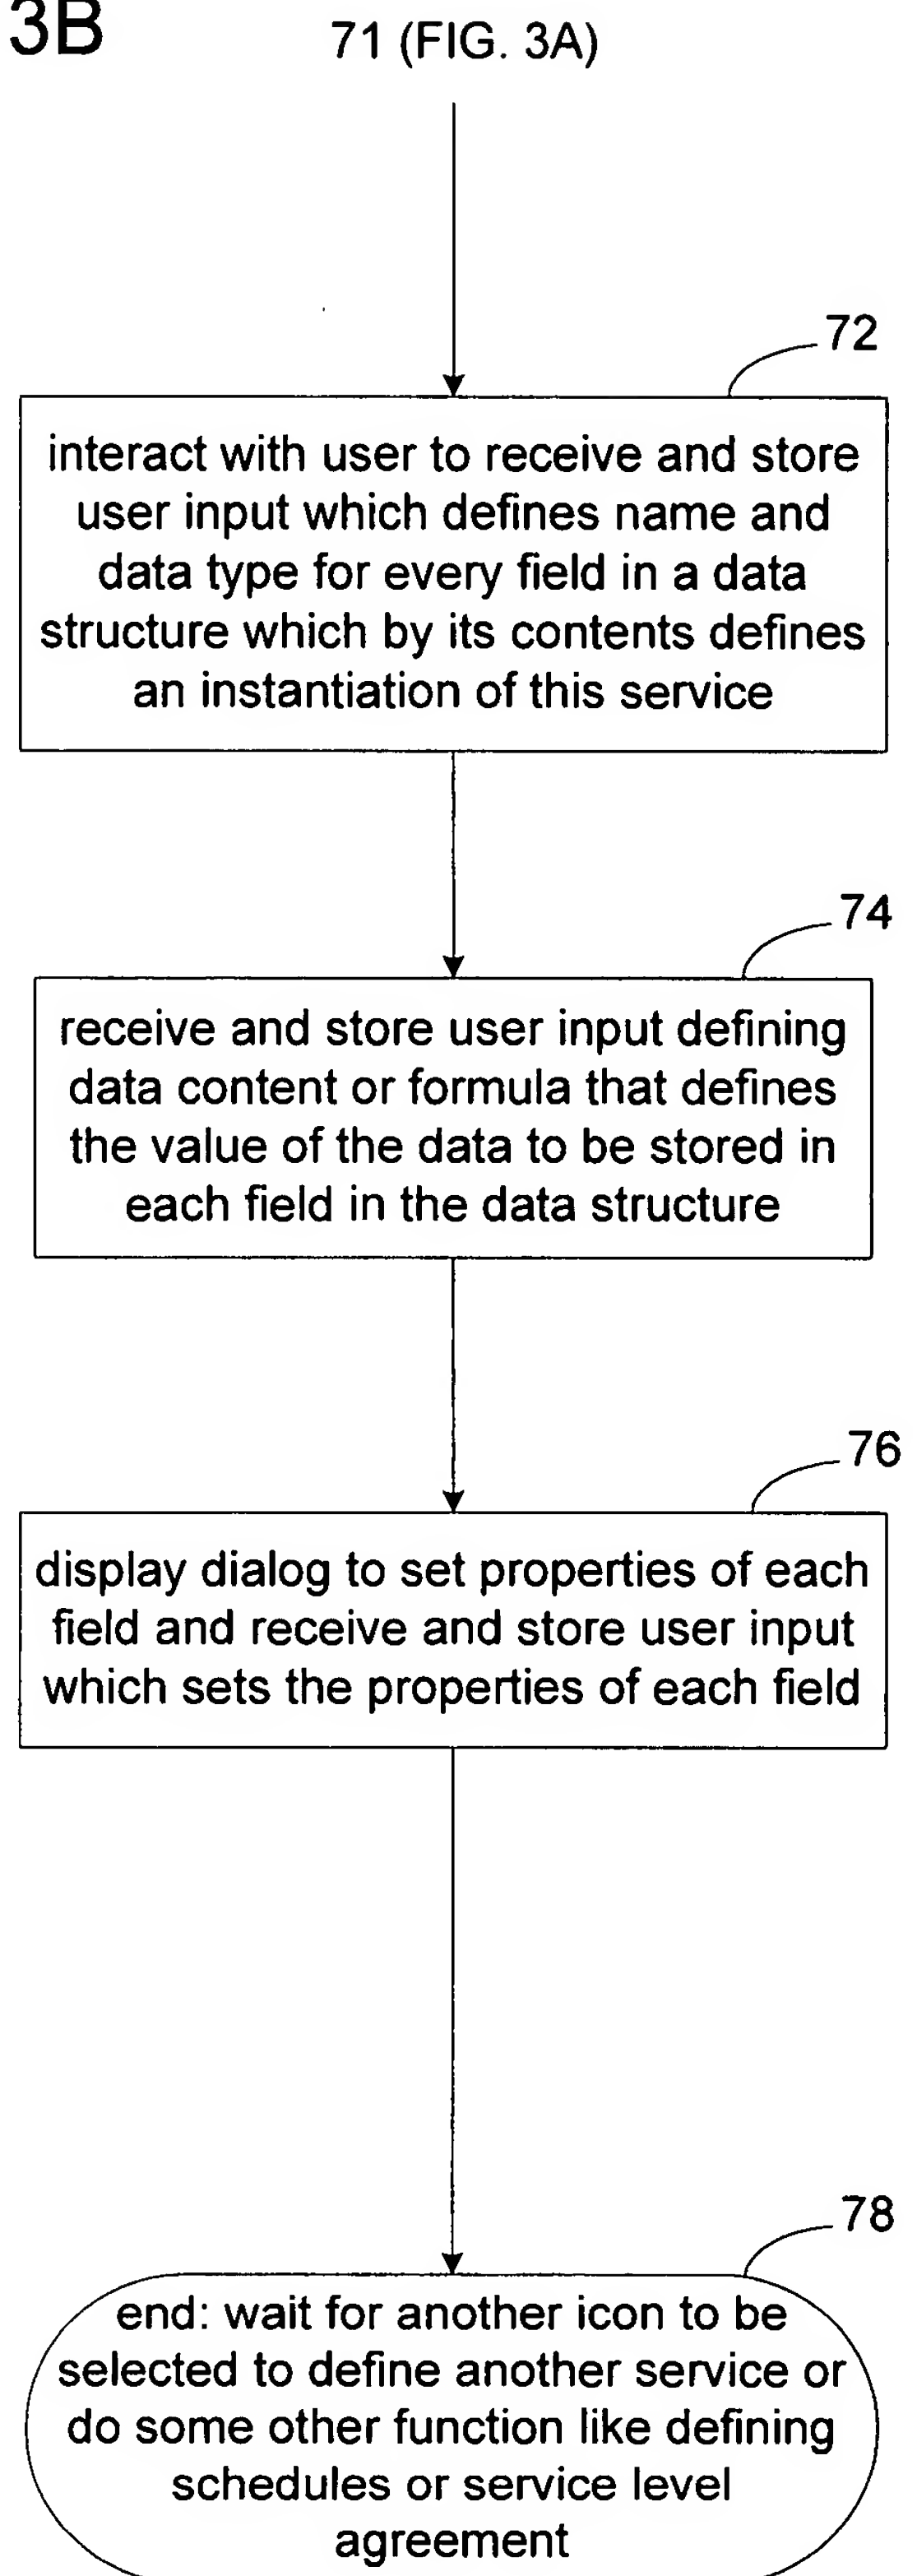 3B
71 (FIG. 3A)
72
interact with user to receive and store
user input which defines name and
data type for every field in a data
structure which by its contents defines
an instantiation of this service
74
receive and store user input defining
data content or formula that defines
the value of the data to be stored in
each field in the data structure
76
display dialog to set properties of each
field and receive and store user input
which sets the properties of each field
78
end: wait for another icon to be
selected to define another service or
do some other function like defining
schedules or service level
agreement